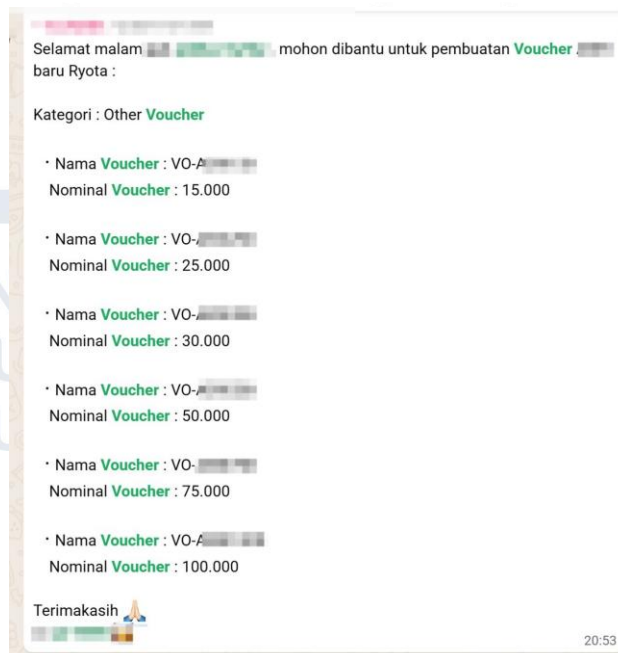 Selamat malam mohon dibantu untuk pembuatan Voucher
baru Ryota :
Kategori : Other Voucher
· Nama Voucher : VO-A
Nominal Voucher : 15.000
· Nama Voucher : VO-
Nominal Voucher : 25.000
· Nama Voucher : VO-
Nominal Voucher : 30.000
· Nama Voucher : VO-
Nominal Voucher : 50.000
· Nama Voucher : VO-
Nominal Voucher : 75.000
· Nama Voucher : VO-
Nominal Voucher : 100.000
Terimakasih 🙏🏻
20:53